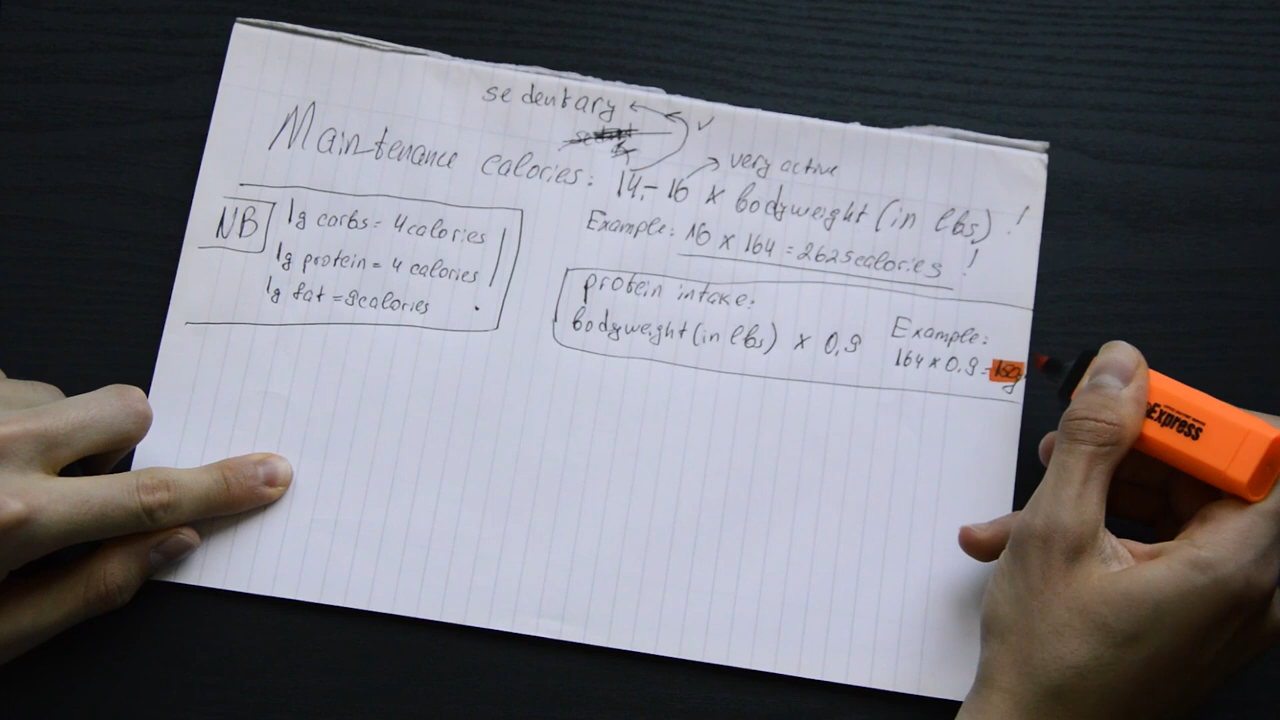 sedentary
very active
Maintenance calories: 14 - 16 x bodyweight (in lbs) !
Example: 16 x 164 = 2625 calories !
NB
1g carbs = 4 calories
1g protein = 4 calories
1g fat = 9 calories
protein intake:
bodyweight (in lbs) x 0,9
Example:
164 x 0,9 =
Express